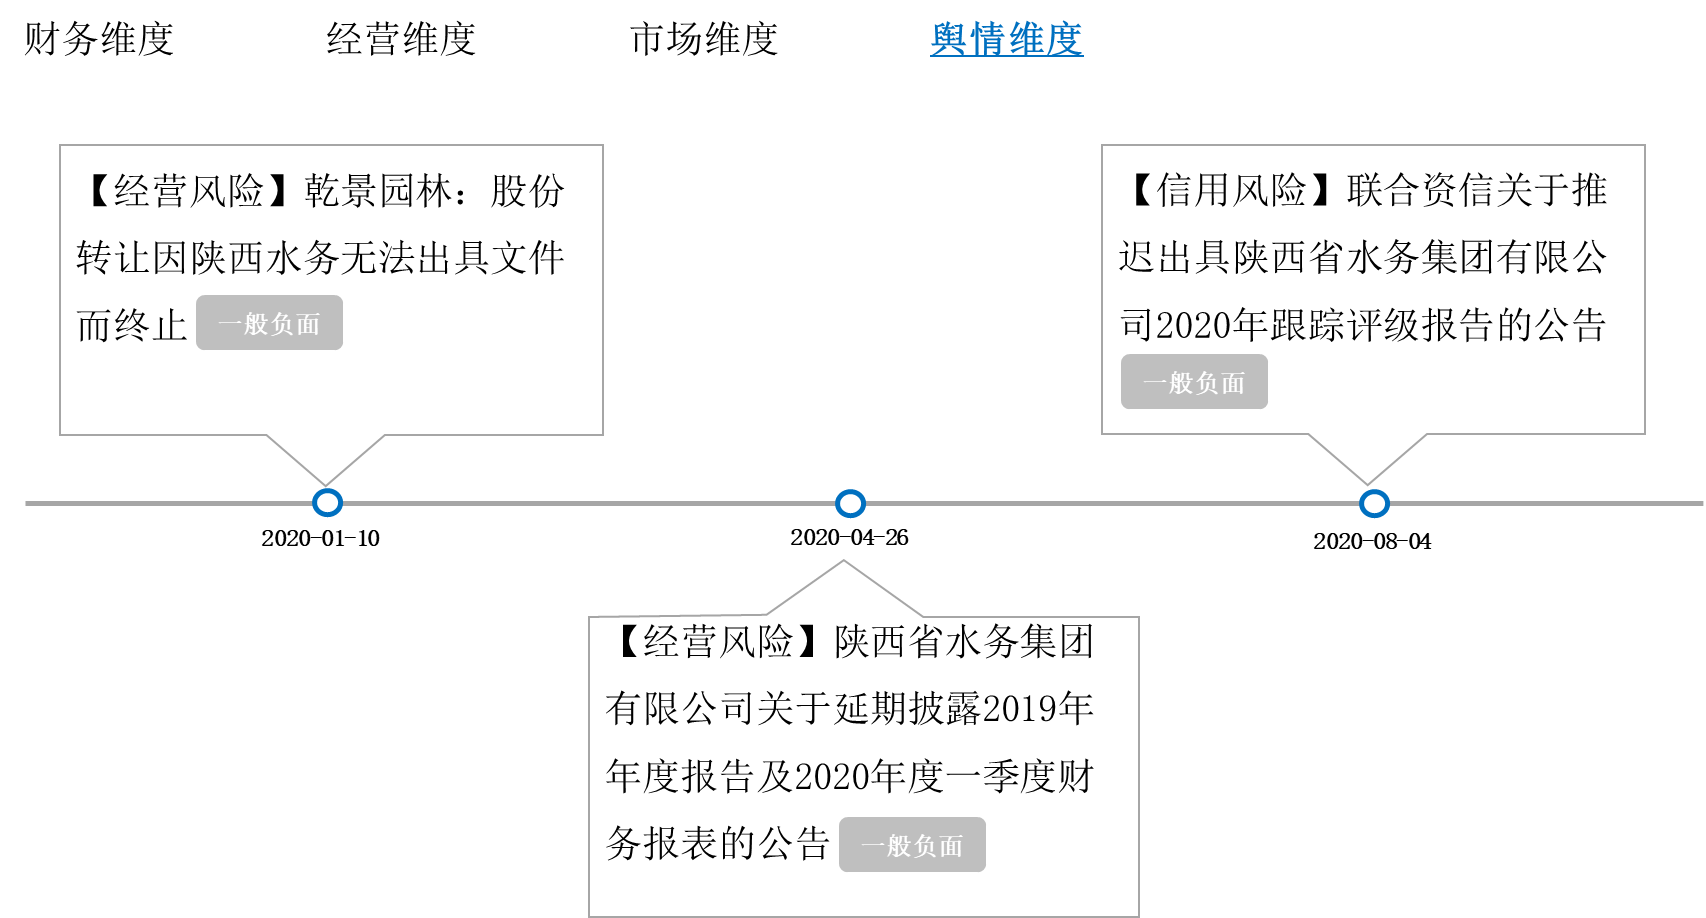 财务维度 经营维度 市场维度 舆情维度
【经营风险】乾景园林：股份
转让因陕西水务无法出具文件
而终止 一般负面
【信用风险】联合资信关于推
迟出具陕西省水务集团有限公
司2020年跟踪评级报告的公告
一般负面
2020-01-10
2020-04-26
2020-08-04
【经营风险】陕西省水务集团
有限公司关于延期披露2019年
年度报告及2020年度一季度财
务报表的公告 一般负面